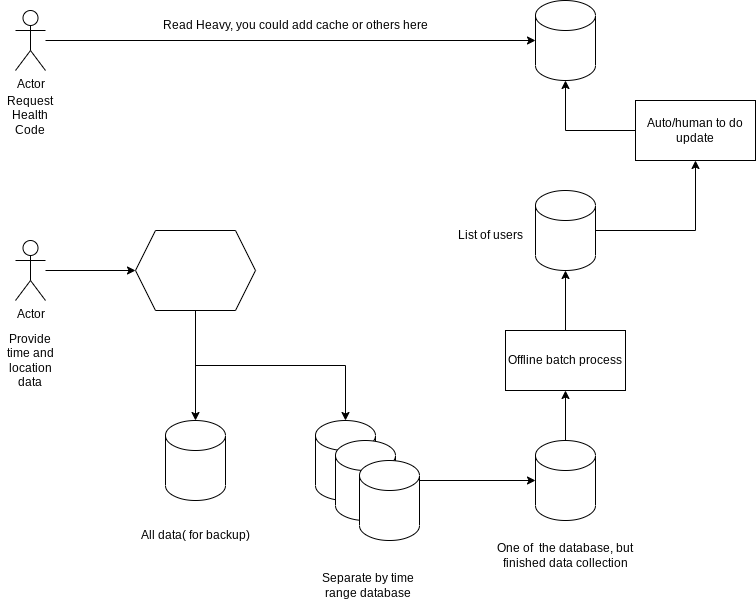 Read Heavy, you could add cache or others here
Actor
Request
Health
Code
Auto/human to do
update
List of users
Actor
Provide
time and
location
data
Offline batch process
All data( for backup)
One of  the database, but
finished data collection
Separate by time
range database